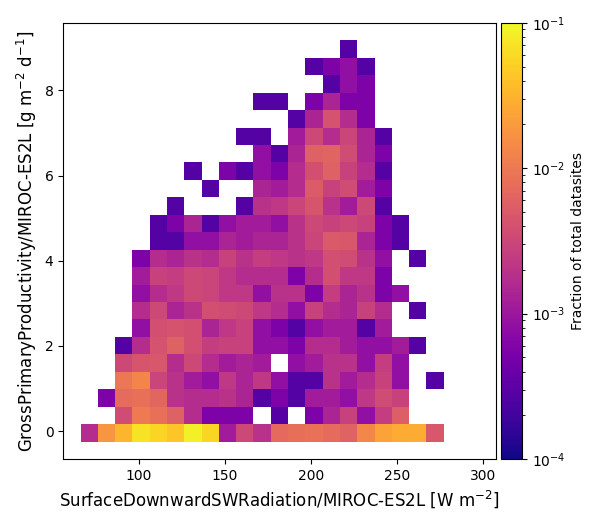 GrossPrimaryProductivity/MIROC-ES2L [g m⁻² d⁻¹]
8
6
4
2
0
100 150 200 250 300
SurfaceDownwardSWRadiation/MIROC-ES2L [W m⁻²]
10⁻¹
10⁻²
10⁻³
10⁻⁴
Fraction of total datasites